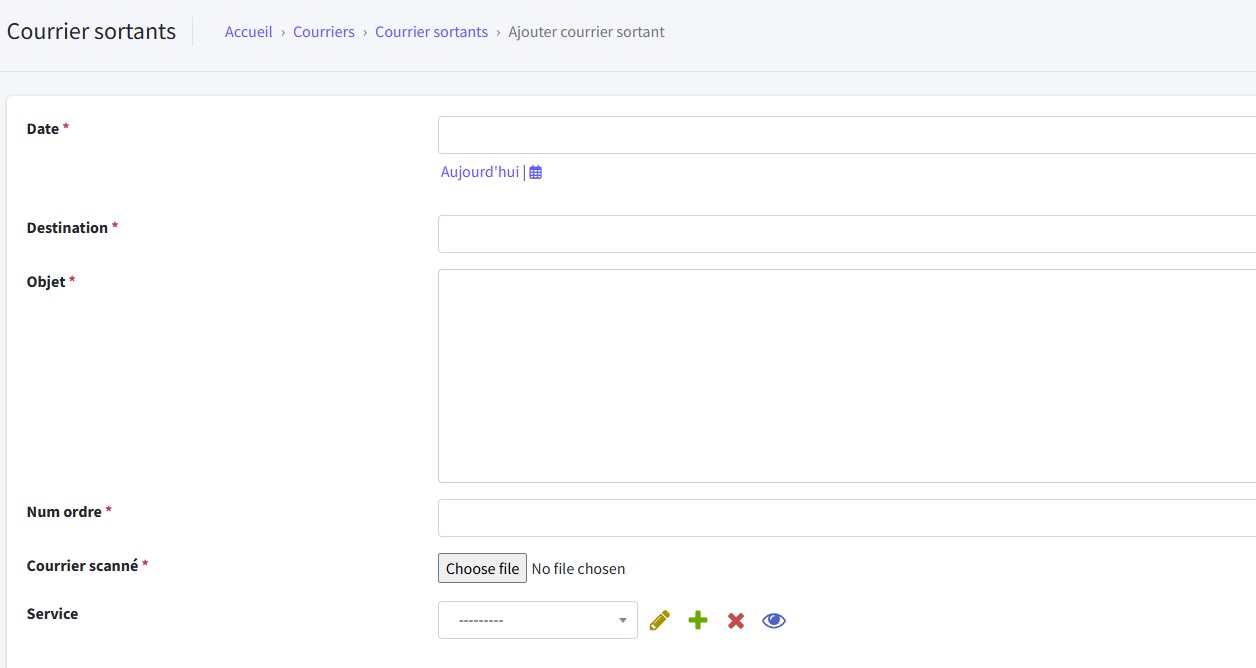 Courrier sortants
Accueil › Courriers › Courrier sortants › Ajouter courrier sortant
Date *
Aujourd'hui |
Destination *
Objet *
Num ordre *
Courrier scanné *
Choose file No file chosen
Service
---------